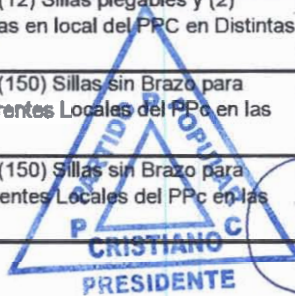 (12) Sillas plegables y (2)
as en local del PPC en Distintas
(150) Sillas sin Brazo para
rentes Locales del PPc en las
(150) Sillas sin Brazo para
entes Locales del PPc en las
PARTIDO POPULAR
P C
CRISTIANO
PRESIDENTE